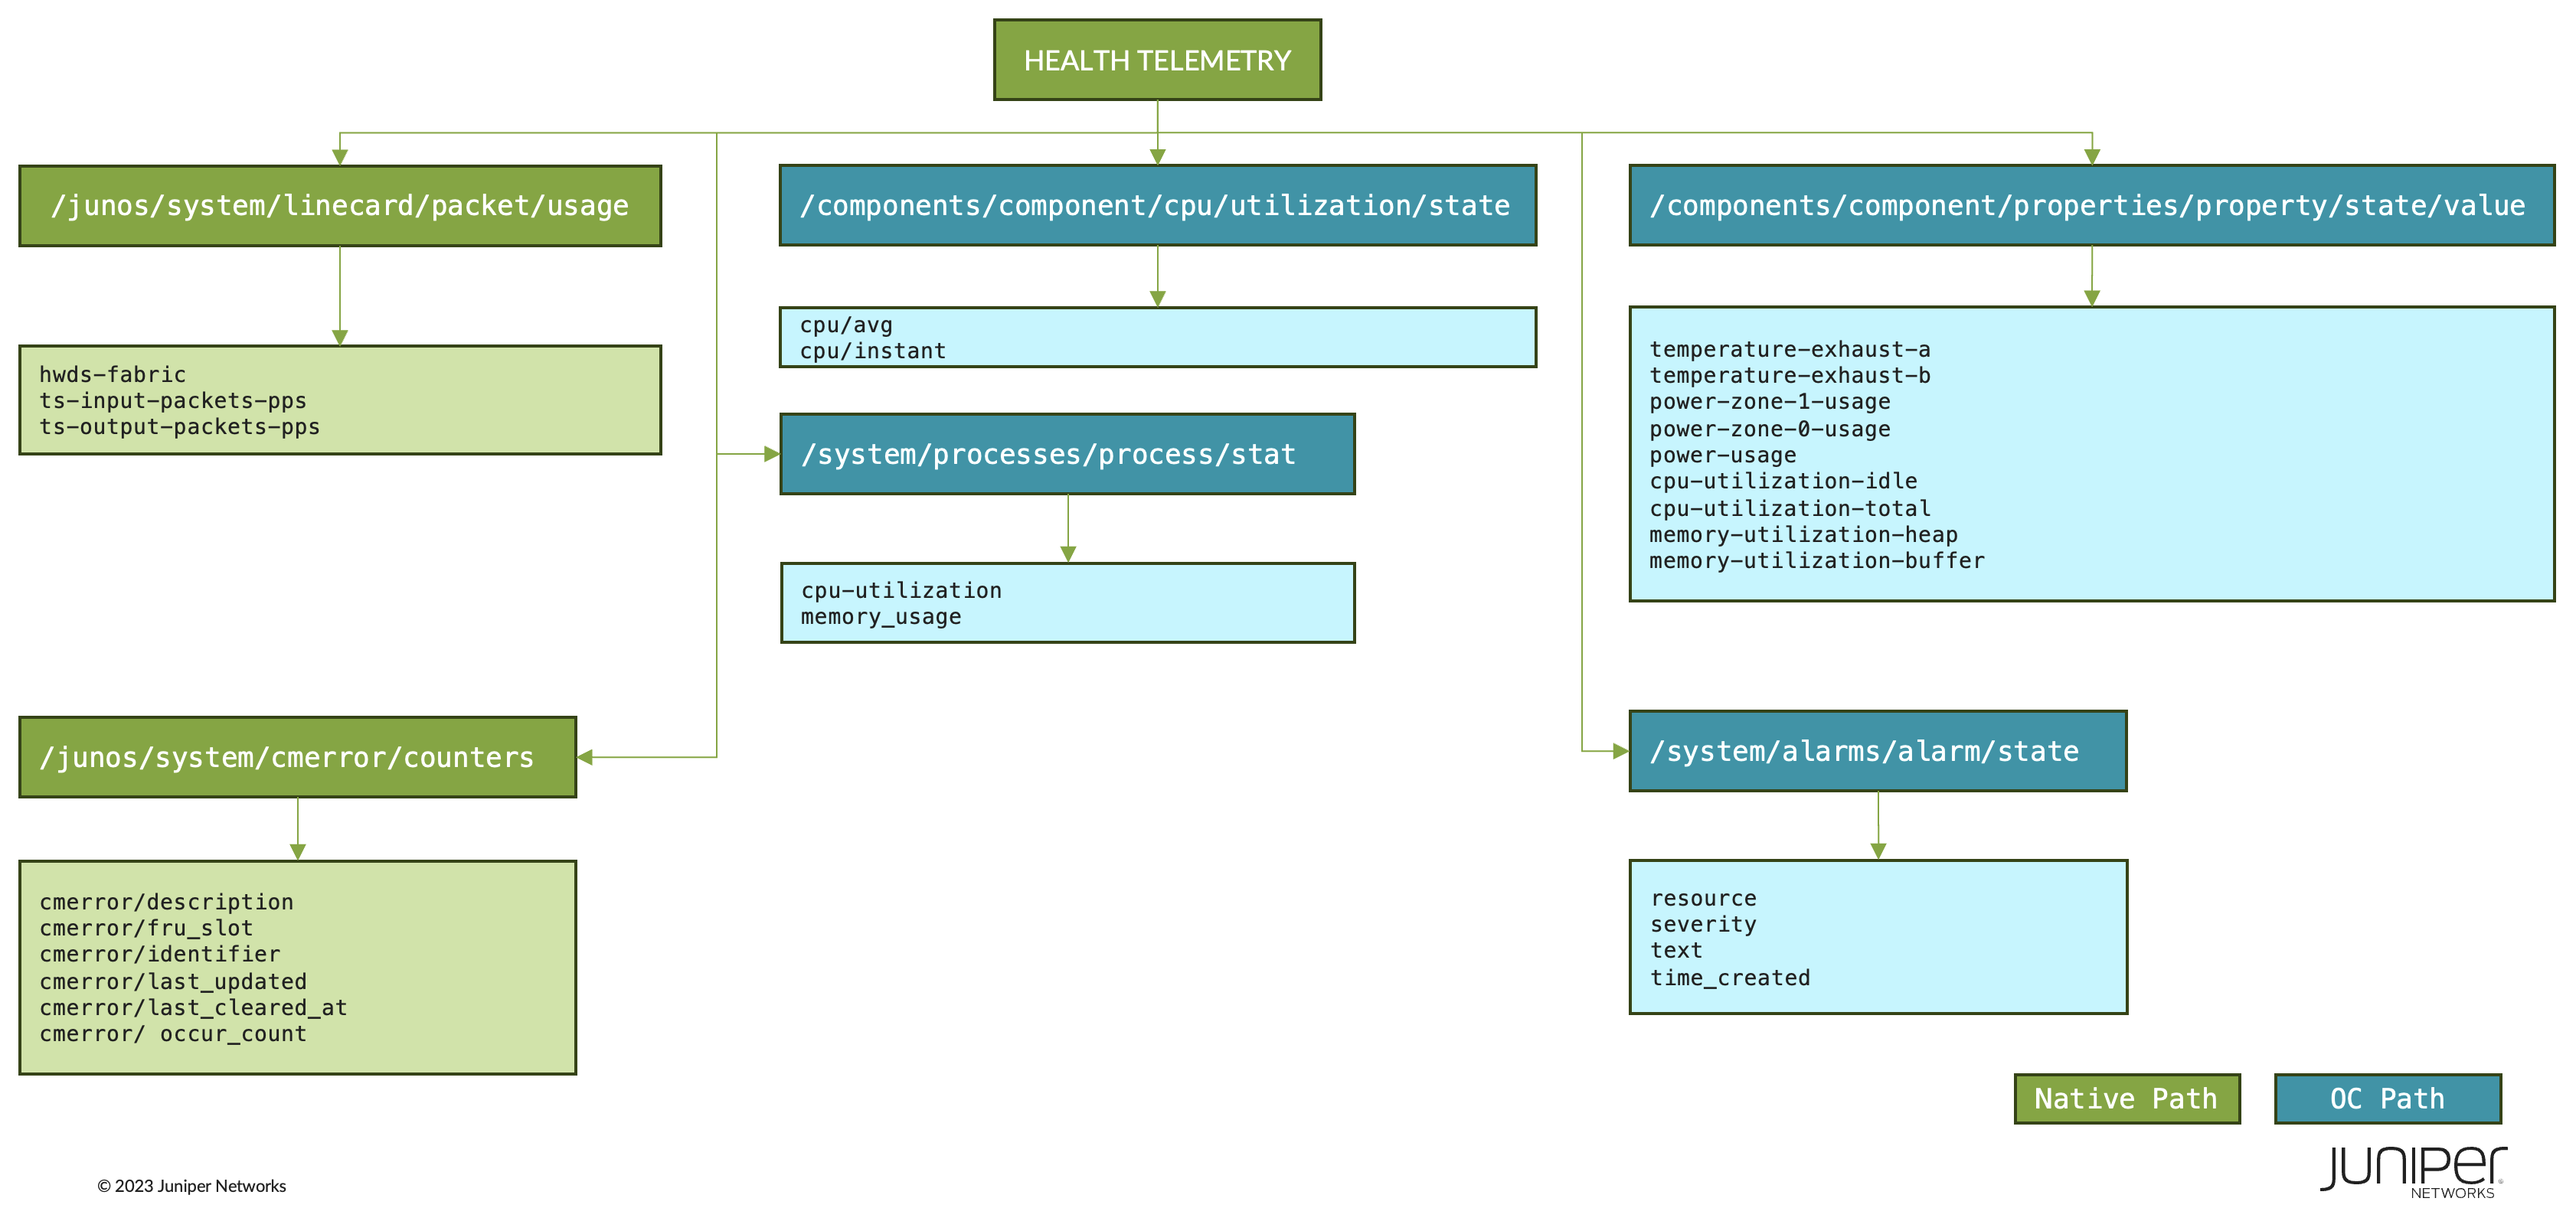 HEALTH TELEMETRY
/junos/system/linecard/packet/usage
hwds-fabric
ts-input-packets-pps
ts-output-packets-pps
/components/component/cpu/utilization/state
cpu/avg
cpu/instant
/system/processes/process/stat
cpu-utilization
memory_usage
/components/component/properties/property/state/value
temperature-exhaust-a
temperature-exhaust-b
power-zone-1-usage
power-zone-0-usage
power-usage
cpu-utilization-idle
cpu-utilization-total
memory-utilization-heap
memory-utilization-buffer
/junos/system/cmerror/counters
cmerror/description
cmerror/fru_slot
cmerror/identifier
cmerror/last_updated
cmerror/last_cleared_at
cmerror/ occur_count
/system/alarms/alarm/state
resource
severity
text
time_created
Native Path
OC Path
© 2023 Juniper Networks
JUNIPER
NETWORKS